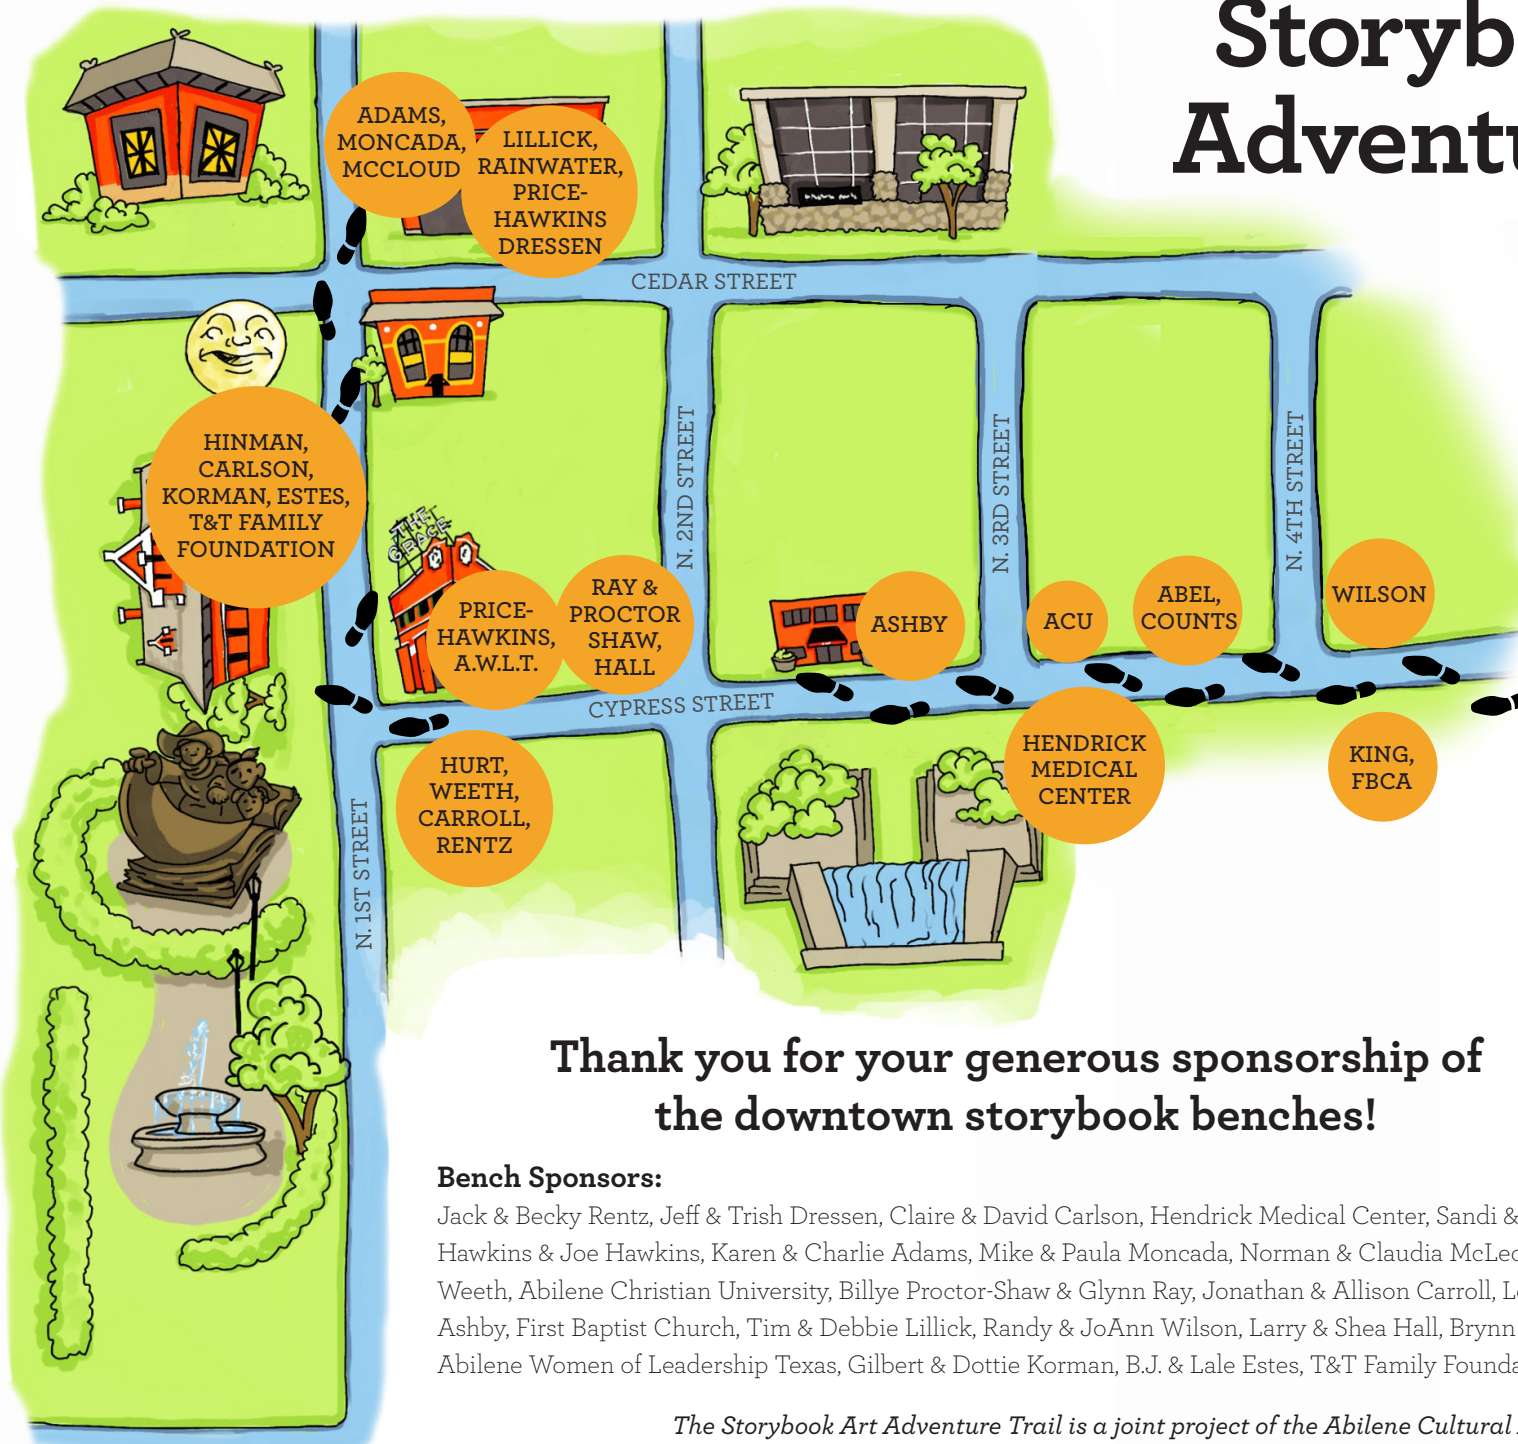 Storyb
Adventu
ADAMS,
MONCADA,
MCCLOUD
LILLICK,
RAINWATER,
PRICE-
HAWKINS
DRESSEN
CEDAR STREET
HINMAN,
CARLSON,
KORMAN, ESTES,
T&T FAMILY
FOUNDATION
N. 2ND STREET
N. 3RD STREET
N. 4TH STREET
THE
GRACE
PRICE-
HAWKINS,
A.W.L.T.
RAY &
PROCTOR
SHAW,
HALL
ASHBY
ACU
ABEL,
COUNTS
WILSON
CYPRESS STREET
HURT,
WEETH,
CARROLL,
RENTZ
HENDRICK
MEDICAL
CENTER
KING,
FBCA
N. 1ST STREET
Thank you for your generous sponsorship of
the downtown storybook benches!
Bench Sponsors:
Jack & Becky Rentz, Jeff & Trish Dressen, Claire & David Carlson, Hendrick Medical Center, Sandi &
Hawkins & Joe Hawkins, Karen & Charlie Adams, Mike & Paula Moncada, Norman & Claudia McLeo
Weeth, Abilene Christian University, Billye Proctor-Shaw & Glynn Ray, Jonathan & Allison Carroll, L
Ashby, First Baptist Church, Tim & Debbie Lillick, Randy & JoAnn Wilson, Larry & Shea Hall, Brynn
Abilene Women of Leadership Texas, Gilbert & Dottie Korman, B.J. & Lale Estes, T&T Family Founda
The Storybook Art Adventure Trail is a joint project of the Abilene Cultural